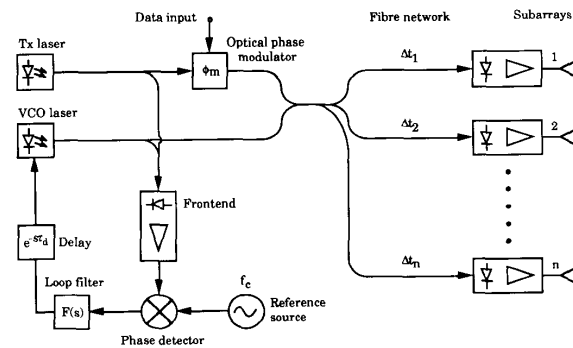 Data input
Fibre network
Subarrays
Tx laser
Optical phase
modulator
ϕm
Δt1
1
VCO laser
Δt2
2
Frontend
e^-sτd
Delay
Loop filter
F(s)
fc
Reference
source
Phase detector
Δtn
n